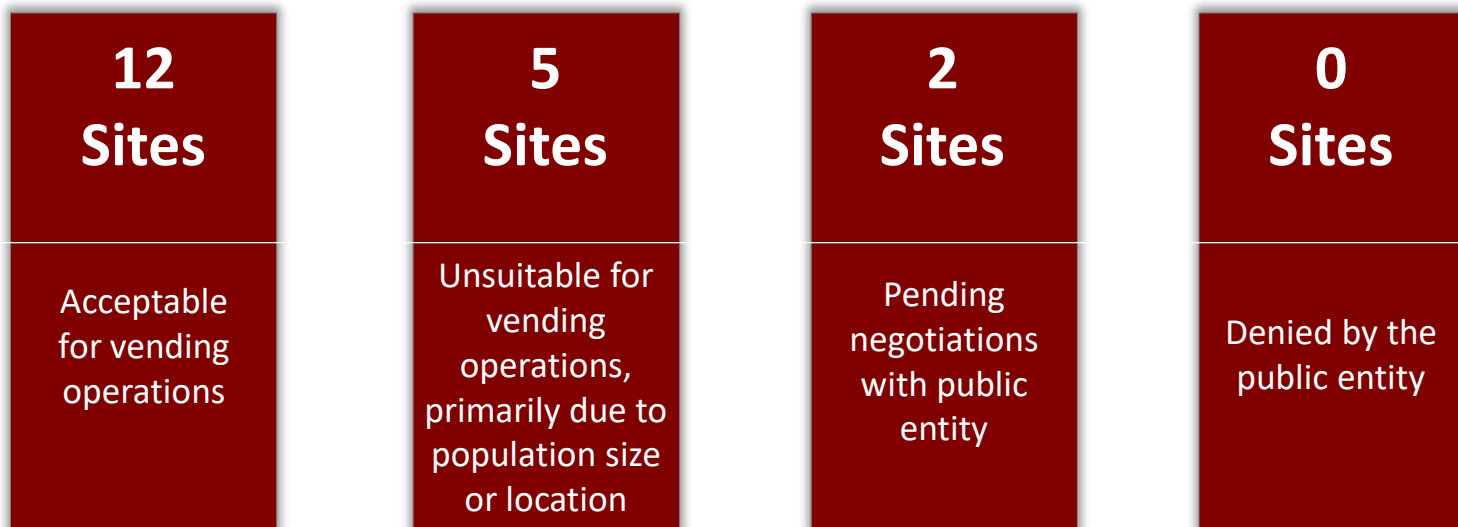 12
Sites
Acceptable
for vending
operations
5
Sites
Unsuitable for
vending
operations,
primarily due to
population size
or location
2
Sites
Pending
negotiations
with public
entity
0
Sites
Denied by the
public entity